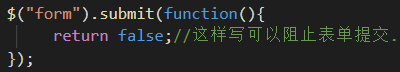 $("form").submit(function(){
    return false;//这样写可以阻止表单提交.
});